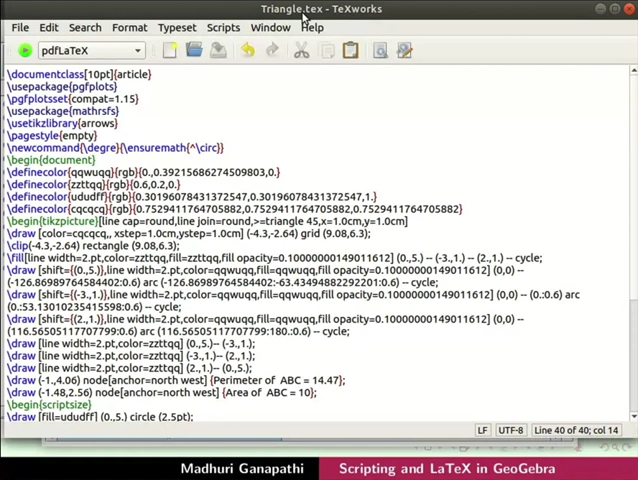 Triangle.tex - TeXworks
File Edit Search Format Typeset Scripts Window Help
pdfLaTeX
\documentclass[10pt]{article}
\usepackage{pgfplots}
\pgfplotsset{compat=1.15}
\usepackage{mathrsfs}
\usetikzlibrary{arrows}
\pagestyle{empty}
\newcommand{\degre}{\ensuremath{^\circ}}
\begin{document}
\definecolor{qqwuqq}{rgb}{0.,0.39215686274509803,0.}
\definecolor{zzttqq}{rgb}{0.6,0.2,0.}
\definecolor{ududff}{rgb}{0.30196078431372547,0.30196078431372547,1.}
\definecolor{cqcqcq}{rgb}{0.7529411764705882,0.7529411764705882,0.7529411764705882}
\begin{tikzpicture}[line cap=round,line join=round,>=triangle 45,x=1.0cm,y=1.0cm]
\draw [color=cqcqcq,, xstep=1.0cm,ystep=1.0cm] (-4.3,-2.64) grid (9.08,6.3);
\clip(-4.3,-2.64) rectangle (9.08,6.3);
\fill[line width=2.pt,color=zzttqq,fill=zzttqq,fill opacity=0.10000000149011612] (0.,5.) -- (-3.,1.) -- (2.,1.) -- cycle;
\draw [shift={(0.,5.)},line width=2.pt,color=qqwuqq,fill=qqwuqq,fill opacity=0.10000000149011612] (0,0) --
(-126.86989764584402:0.6) arc (-126.86989764584402:-63.43494882292201:0.6) -- cycle;
\draw [shift={(-3.,1.)},line width=2.pt,color=qqwuqq,fill=qqwuqq,fill opacity=0.10000000149011612] (0,0) -- (0.:0.6) arc
(0.:53.13010235415598:0.6) -- cycle;
\draw [shift={(2.,1.)},line width=2.pt,color=qqwuqq,fill=qqwuqq,fill opacity=0.10000000149011612] (0,0) --
(116.56505117707799:0.6) arc (116.56505117707799:180.:0.6) -- cycle;
\draw [line width=2.pt,color=zzttqq] (0.,5.)-- (-3.,1.);
\draw [line width=2.pt,color=zzttqq] (-3.,1.)-- (2.,1.);
\draw [line width=2.pt,color=zzttqq] (2.,1.)-- (0.,5.);
\draw (-1.,4.06) node[anchor=north west] {Perimeter of ABC = 14.47};
\draw (-1.48,2.56) node[anchor=north west] {Area of ABC = 10};
\begin{scriptsize}
\draw [fill=ududff] (0.,5.) circle (2.5pt);
LF UTF-8 Line 40 of 40; col 14
Madhuri Ganapathi Scripting and LaTeX in GeoGebra